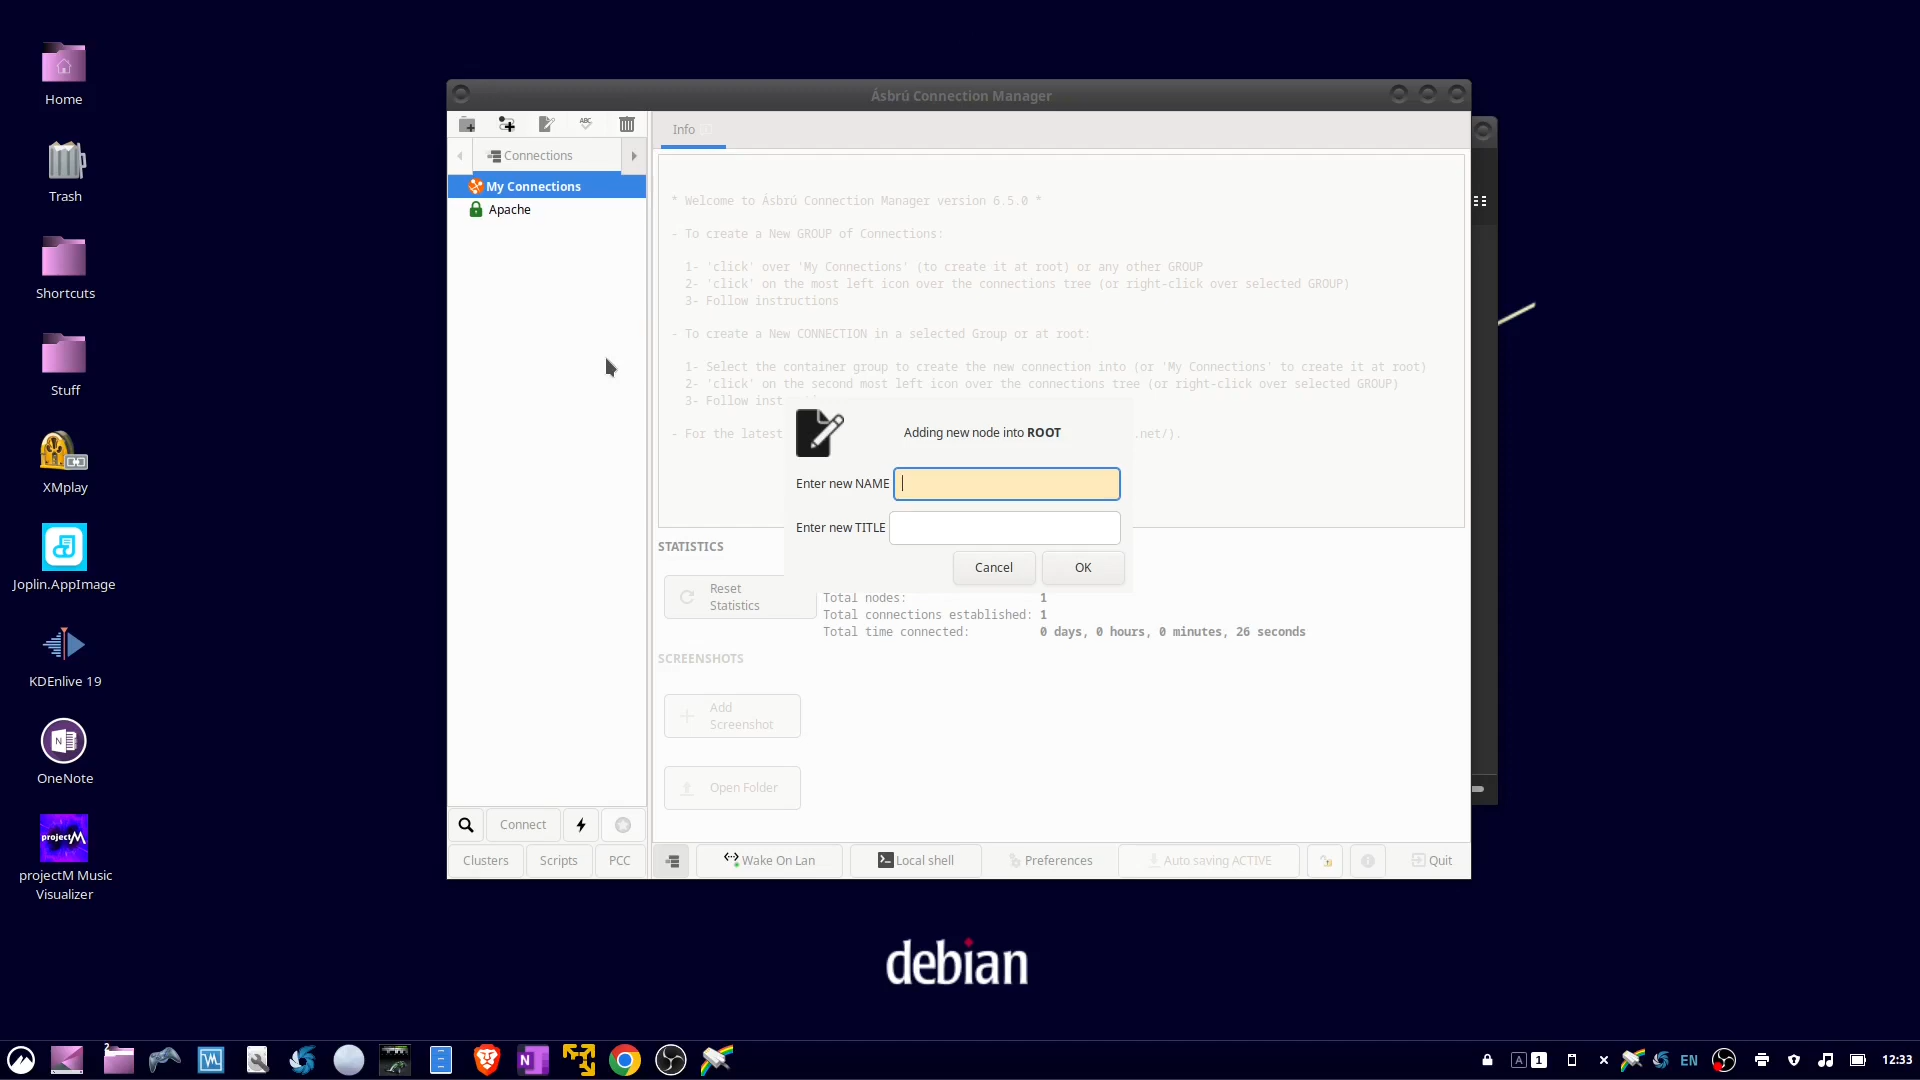 Home
Trash
Shortcuts
Stuff
XMplay
Joplin.AppImage
KDEnlive 19
N
OneNote
projectM
projectM Music
Visualizer
Ásbrú Connection Manager
ABC
Connections
My Connections
Apache
Info
* Welcome to Ásbrú Connection Manager version 6.5.0 *
- To create a New GROUP of Connections:
1- 'click' over 'My Connections' (to create it at root) or any other GROUP
2- 'click' on the most left icon over the connections tree (or right-click over selected GROUP)
3- Follow instructions
- To create a New CONNECTION in a selected Group or at root:
1- Select the container group to create the new connection into (or 'My Connections' to create it at root)
2- 'click' on the second most left icon over the connections tree (or right-click over selected GROUP)
3- Follow inst
- For the latest .net/).
Adding new node into ROOT
Enter new NAME
Enter new TITLE
Cancel
OK
STATISTICS
Reset
Statistics
Total nodes: 1
Total connections established: 1
Total time connected: 0 days, 0 hours, 0 minutes, 26 seconds
SCREENSHOTS
Add
Screenshot
Open Folder
Connect
Clusters
Scripts
PCC
Wake On Lan
Local shell
Preferences
Auto saving ACTIVE
Quit
debian
2
N
A
1
EN
12:33